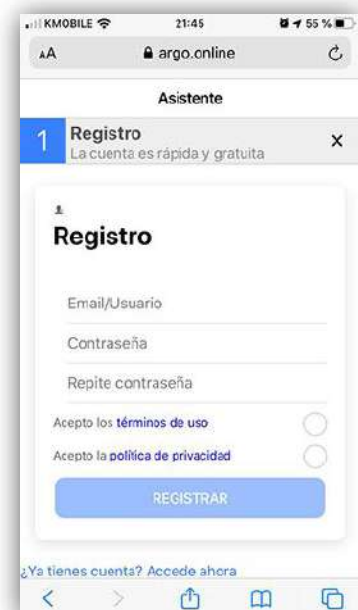 KMOBILE 21:45 55 %
AA argo.online
Asistente
1 Registro
La cuenta es rápida y gratuita
Registro
Email/Usuario
Contraseña
Repite contraseña
Acepto los términos de uso
Acepto la política de privacidad
REGISTRAR
¿Ya tienes cuenta? Accede ahora